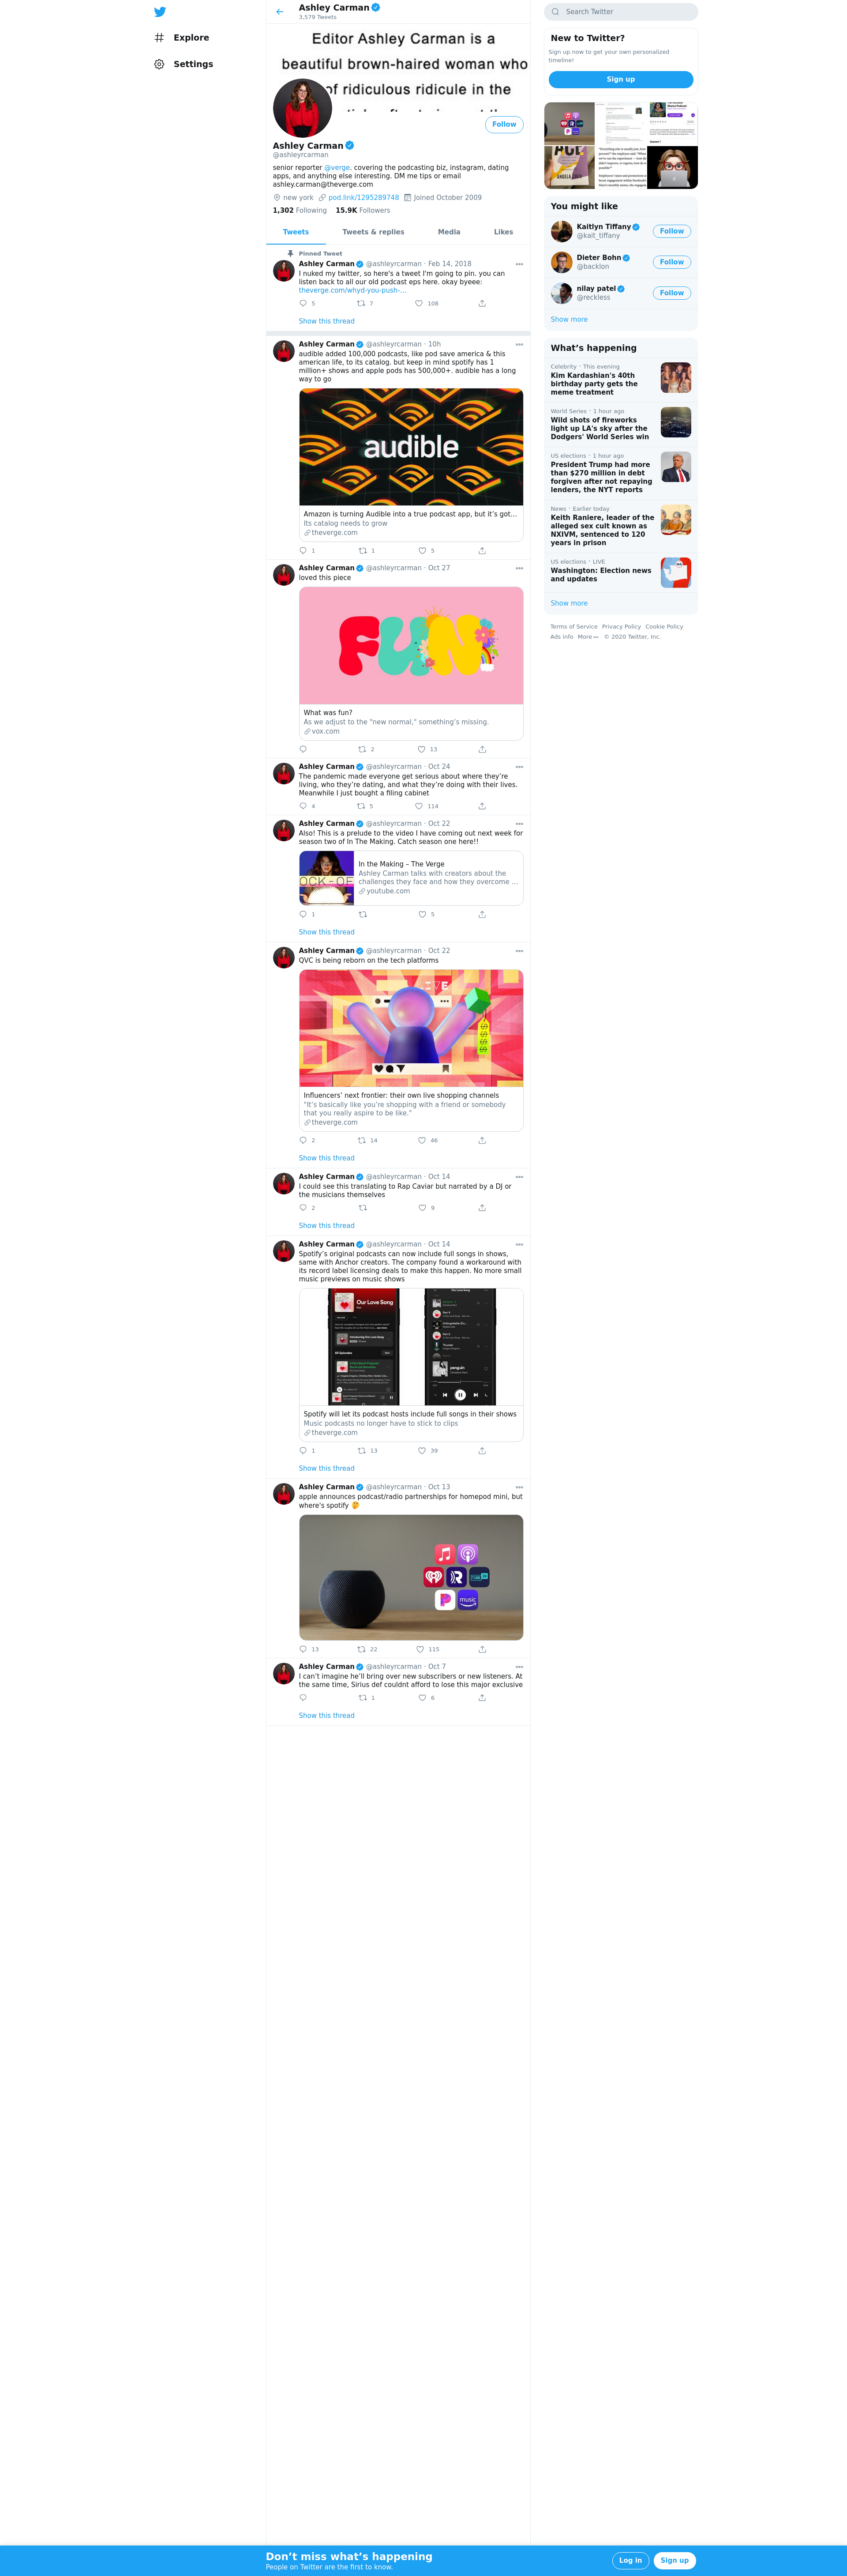 Explore
Settings
Ashley Carman
3,579 Tweets
Editor Ashley Carman is a
beautiful brown-haired woman who
of ridiculous ridicule in the
Follow
Ashley Carman
@ashleyrcarman
senior reporter @verge. covering the podcasting biz, instagram, dating
apps, and anything else interesting. DM me tips or email
ashley.carman@theverge.com
new york pod.link/1295289748 Joined October 2009
1,302 Following 15.9K Followers
Tweets Tweets & replies Media Likes
Pinned Tweet
Ashley Carman @ashleyrcarman · Feb 14, 2018
I nuked my twitter, so here's a tweet I'm going to pin. you can
listen back to all our old podcast eps here. okay byeee:
theverge.com/whyd-you-push-…
5 7 108
Show this thread
Ashley Carman @ashleyrcarman · 10h
audible added 100,000 podcasts, like pod save america & this
american life, to its catalog. but keep in mind spotify has 1
million+ shows and apple pods has 500,000+. audible has a long
way to go
audible
Amazon is turning Audible into a true podcast app, but it's got…
Its catalog needs to grow
theverge.com
1 1 5
Ashley Carman @ashleyrcarman · Oct 27
loved this piece
FUN
What was fun?
As we adjust to the "new normal," something's missing.
vox.com
2 13
Ashley Carman @ashleyrcarman · Oct 24
The pandemic made everyone get serious about where they're
living, who they're dating, and what they're doing with their lives.
Meanwhile I just bought a filing cabinet
4 5 114
Ashley Carman @ashleyrcarman · Oct 22
Also! This is a prelude to the video I have coming out next week for
season two of In The Making. Catch season one here!!
OCK-OF
In the Making – The Verge
Ashley Carman talks with creators about the
challenges they face and how they overcome …
youtube.com
1 5
Show this thread
Ashley Carman @ashleyrcarman · Oct 22
QVC is being reborn on the tech platforms
Influencers' next frontier: their own live shopping channels
"It's basically like you're shopping with a friend or somebody
that you really aspire to be like."
theverge.com
2 14 46
Show this thread
Ashley Carman @ashleyrcarman · Oct 14
I could see this translating to Rap Caviar but narrated by a DJ or
the musicians themselves
2 9
Show this thread
Ashley Carman @ashleyrcarman · Oct 14
Spotify's original podcasts can now include full songs in shows,
same with Anchor creators. The company found a workaround with
its record label licensing deals to make this happen. No more small
music previews on music shows
Our Love Song
penguin
Spotify will let its podcast hosts include full songs in their shows
Music podcasts no longer have to stick to clips
theverge.com
1 13 39
Show this thread
Ashley Carman @ashleyrcarman · Oct 13
apple announces podcast/radio partnerships for homepod mini, but
where's spotify 🤔
music
13 22 115
Ashley Carman @ashleyrcarman · Oct 7
I can't imagine he'll bring over new subscribers or new listeners. At
the same time, Sirius def couldnt afford to lose this major exclusive
1 6
Show this thread
Search Twitter
New to Twitter?
Sign up now to get your own personalized
timeline!
Sign up
You might like
Kaitlyn Tiffany
@kait_tiffany
Follow
Dieter Bohn
@backlon
Follow
nilay patel
@reckless
Follow
Show more
What's happening
Celebrity · This evening
Kim Kardashian's 40th
birthday party gets the
meme treatment
World Series · 1 hour ago
Wild shots of fireworks
light up LA's sky after the
Dodgers' World Series win
US elections · 1 hour ago
President Trump had more
than $270 million in debt
forgiven after not repaying
lenders, the NYT reports
News · Earlier today
Keith Raniere, leader of the
alleged sex cult known as
NXIVM, sentenced to 120
years in prison
US elections · LIVE
Washington: Election news
and updates
Show more
Terms of Service Privacy Policy Cookie Policy
Ads info More © 2020 Twitter, Inc.
Don't miss what's happening
People on Twitter are the first to know.
Log in Sign up